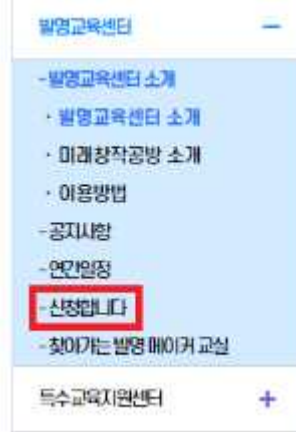 발명교육센터 −
- 발명교육센터 소개
· 발명교육센터 소개
· 미래창작공방 소개
· 이용방법
- 공지사항
- 연간일정
- 신청합니다
- 찾아가는 발명 메이커 교실
특수교육지원센터 +